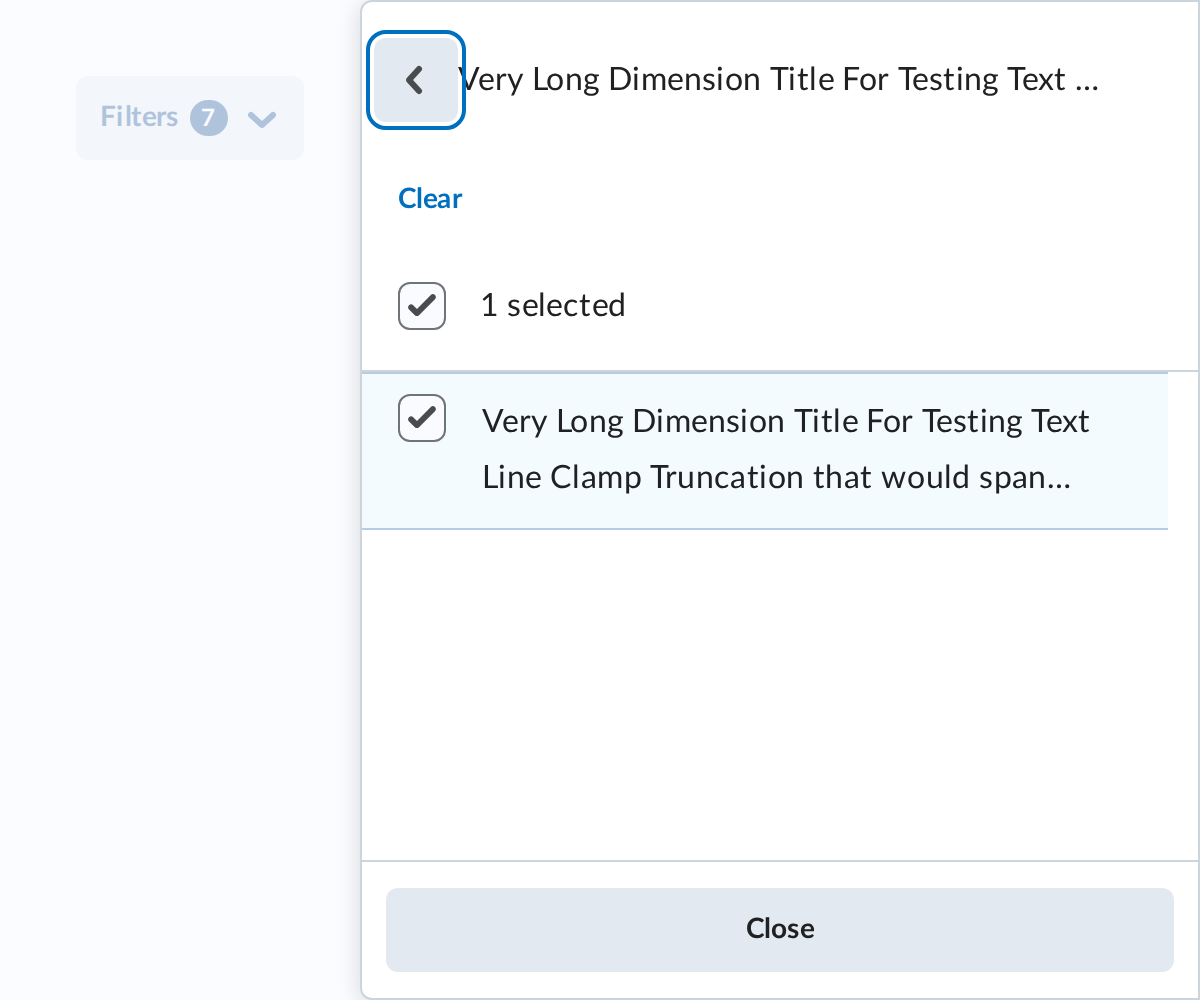 Filters 7
Very Long Dimension Title For Testing Text ...
Clear
1 selected
Very Long Dimension Title For Testing Text
Line Clamp Truncation that would span...
Close